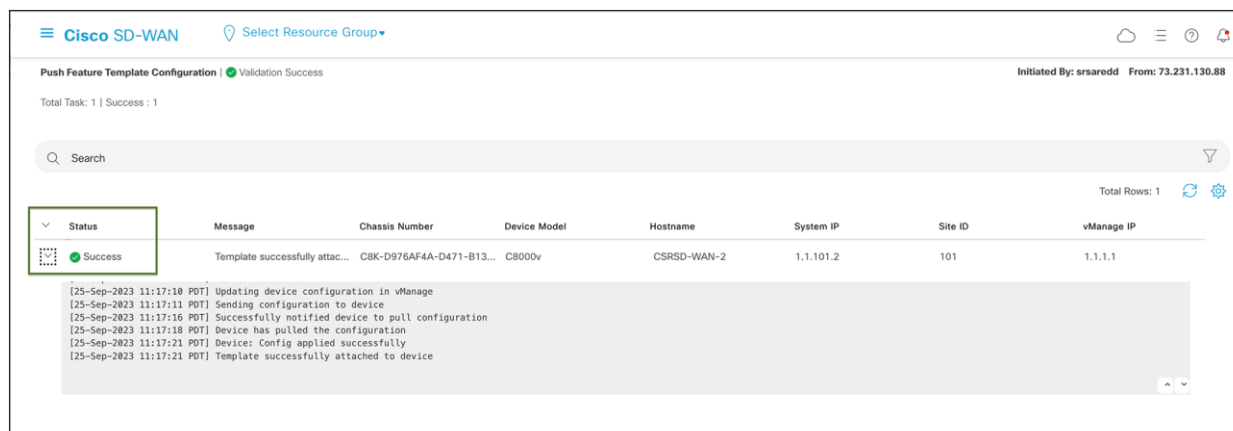 Cisco SD-WAN Select Resource Group
Push Feature Template Configuration | Validation Success Initiated By: srsaredd From: 73.231.130.88
Total Task: 1 | Success : 1
Search
Total Rows: 1
Status Message Chassis Number Device Model Hostname System IP Site ID vManage IP
Success Template successfully attac... C8K-D976AF4A-D471-B13... C8000v CSRSD-WAN-2 1.1.101.2 101 1.1.1.1
[25-Sep-2023 11:17:10 PDT] Updating device configuration in vManage
[25-Sep-2023 11:17:11 PDT] Sending configuration to device
[25-Sep-2023 11:17:16 PDT] Successfully notified device to pull configuration
[25-Sep-2023 11:17:18 PDT] Device has pulled the configuration
[25-Sep-2023 11:17:21 PDT] Device: Config applied successfully
[25-Sep-2023 11:17:21 PDT] Template successfully attached to device